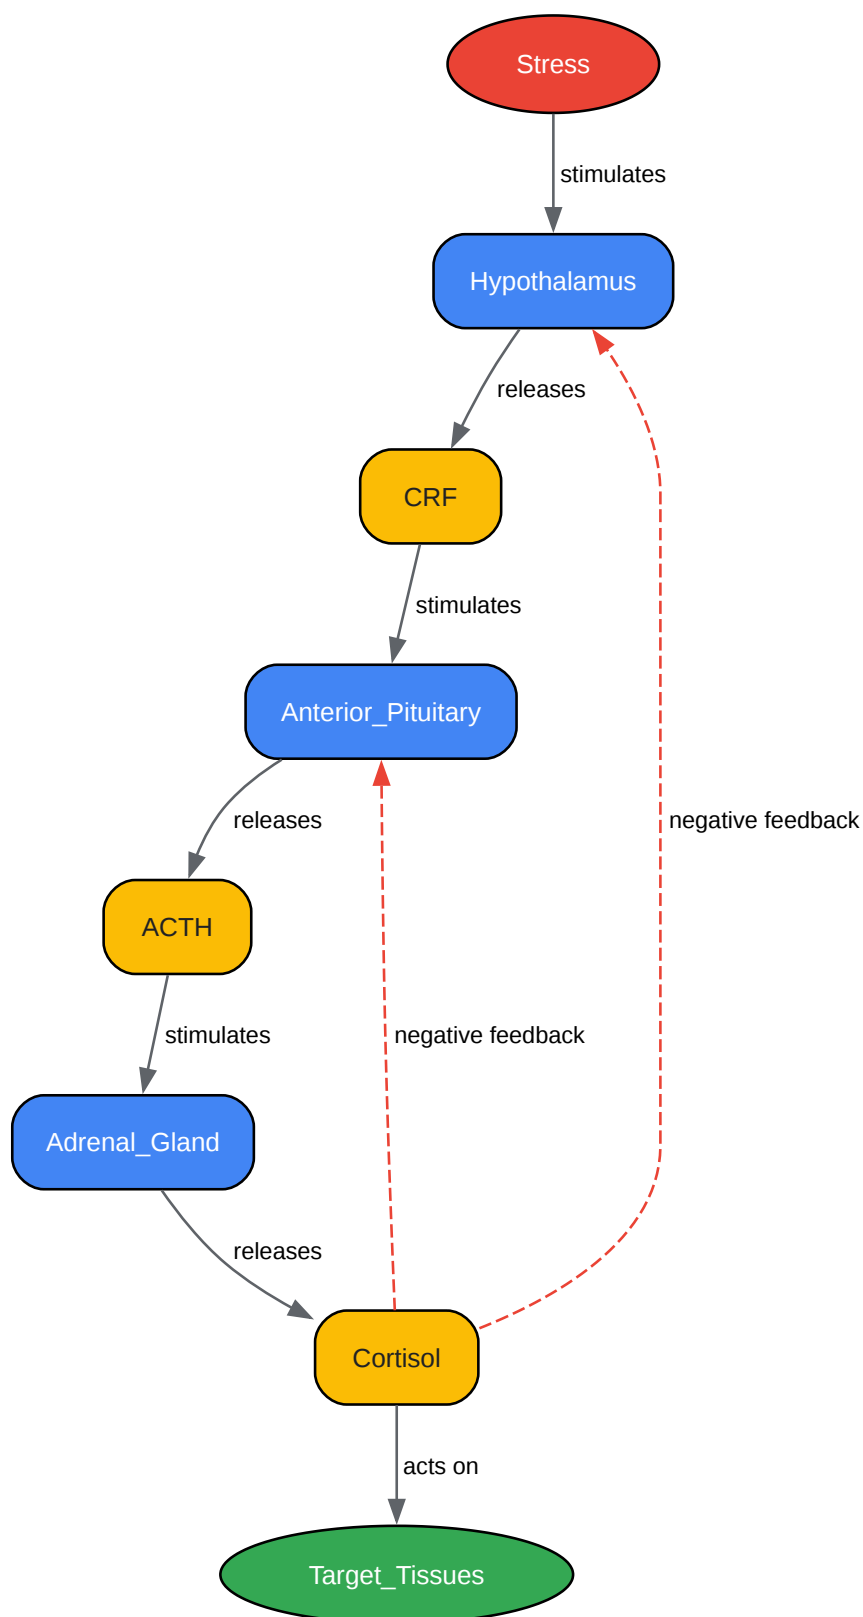 Stress
stimulates
Hypothalamus
releases
CRF
stimulates
Anterior_Pituitary
releases
negative feedback
ACTH
stimulates
negative feedback
Adrenal_Gland
releases
Cortisol
acts on
Target_Tissues